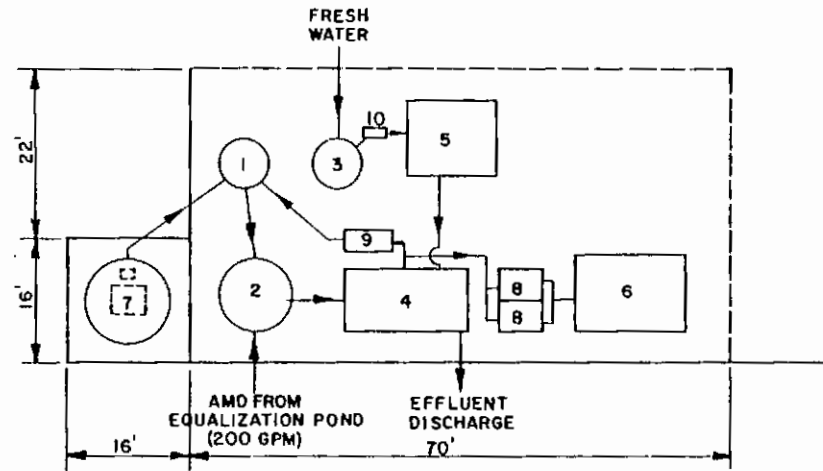 FRESH
WATER
22'
10
5
1
3
9
16'
7
2
4
8
8
6
AMD FROM
EQUALIZATION POND
(200 GPM)
EFFLUENT
DISCHARGE
16'
70'